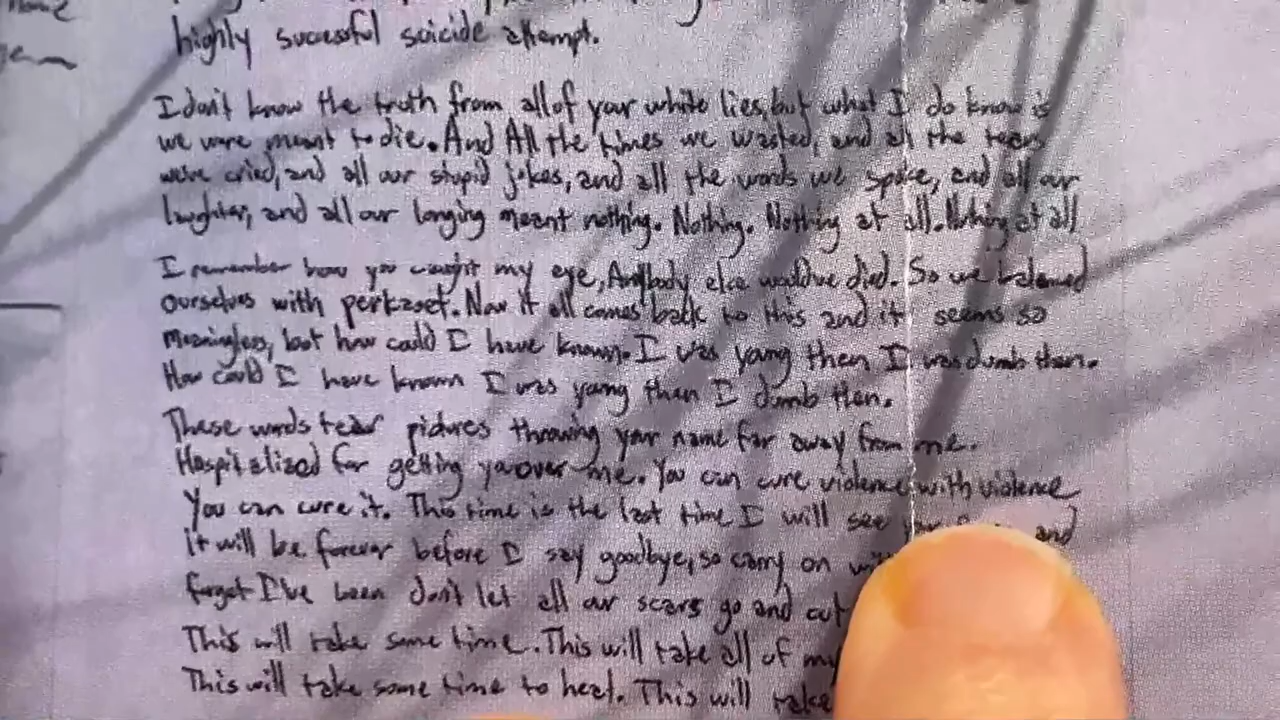 highly sucessful suicide attempt.
I don't know the truth from all of your white lies, but what I do know is
we were meant to die. And All the times we wasted, and all the tears
we've cried, and all our stupid jokes, and all the words we spoke, and all our
laughter, and all our longing meant nothing. Nothing. Nothing at all. Nothing at all
I remember how you caught my eye, Anybody else would've died. So we
ourselves with perkaset. Now it all comes back to this and it seems so
meaningless, but how could I have known. I was young then I was dumb then.
How could I have known I was young then I dumb then.
These words tear pictures throwing your name far away from me.
Hospitalized for getting over me. You can cure violence with violence
You can cure it. This time is the last time I will see and
it will be forever before I say goodbye, so carry on
forget I've been don't let all our scars go and cut
This will take some time. This will take all of my
This will take some time to heal. This will take